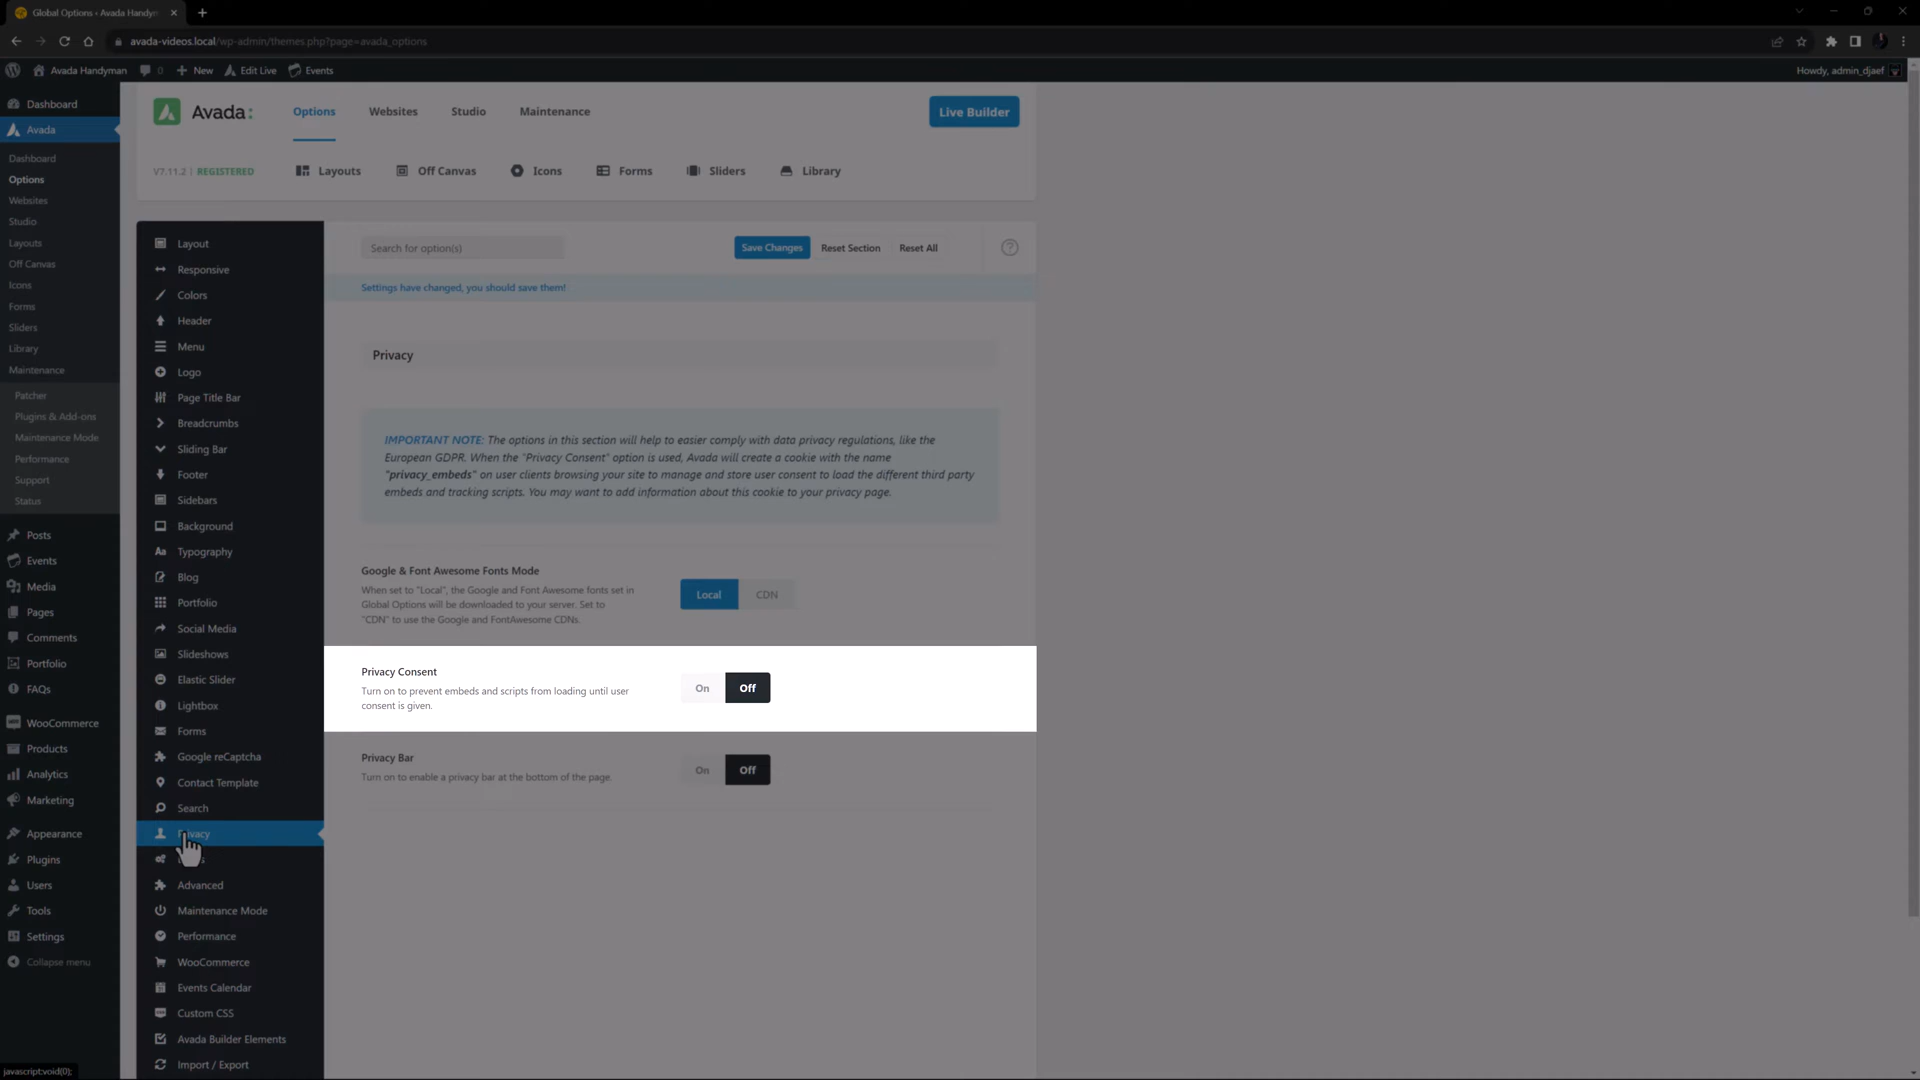 Global Options ‹ Avada Handym
avada-videos.local/wp-admin/themes.php?page=avada_options
Avada Handyman
0
New
Edit Live
Events
Howdy, admin_djaef
Dashboard
Avada
Dashboard
Options
Websites
Studio
Layouts
Off Canvas
Icons
Forms
Sliders
Library
Maintenance
Patcher
Plugins & Add-ons
Maintenance Mode
Performance
Support
Status
Posts
Events
Media
Pages
Comments
Portfolio
FAQs
WooCommerce
Products
Analytics
Marketing
Appearance
Plugins
Users
Tools
Settings
Collapse menu
javascript:void(0);
Avada:
Options
Websites
Studio
Maintenance
Live Builder
V7.11.2 | REGISTERED
Layouts
Off Canvas
Icons
Forms
Sliders
Library
Layout
Responsive
Colors
Header
Menu
Logo
Page Title Bar
Breadcrumbs
Sliding Bar
Footer
Sidebars
Background
Typography
Blog
Portfolio
Social Media
Slideshows
Elastic Slider
Lightbox
Forms
Google reCaptcha
Contact Template
Search
Privacy
Advanced
Maintenance Mode
Performance
WooCommerce
Events Calendar
Custom CSS
Avada Builder Elements
Import / Export
Search for option(s)
Save Changes
Reset Section
Reset All
Settings have changed, you should save them!
Privacy
IMPORTANT NOTE: The options in this section will help to easier comply with data privacy regulations, like the
European GDPR. When the "Privacy Consent" option is used, Avada will create a cookie with the name
"privacy_embeds" on user clients browsing your site to manage and store user consent to load the different third party
embeds and tracking scripts. You may want to add information about this cookie to your privacy page.
Google & Font Awesome Fonts Mode
When set to "Local", the Google and Font Awesome fonts set in
Global Options will be downloaded to your server. Set to
"CDN" to use the Google and FontAwesome CDNs.
Local
CDN
Privacy Consent
Turn on to prevent embeds and scripts from loading until user
consent is given.
On
Off
Privacy Bar
Turn on to enable a privacy bar at the bottom of the page.
On
Off